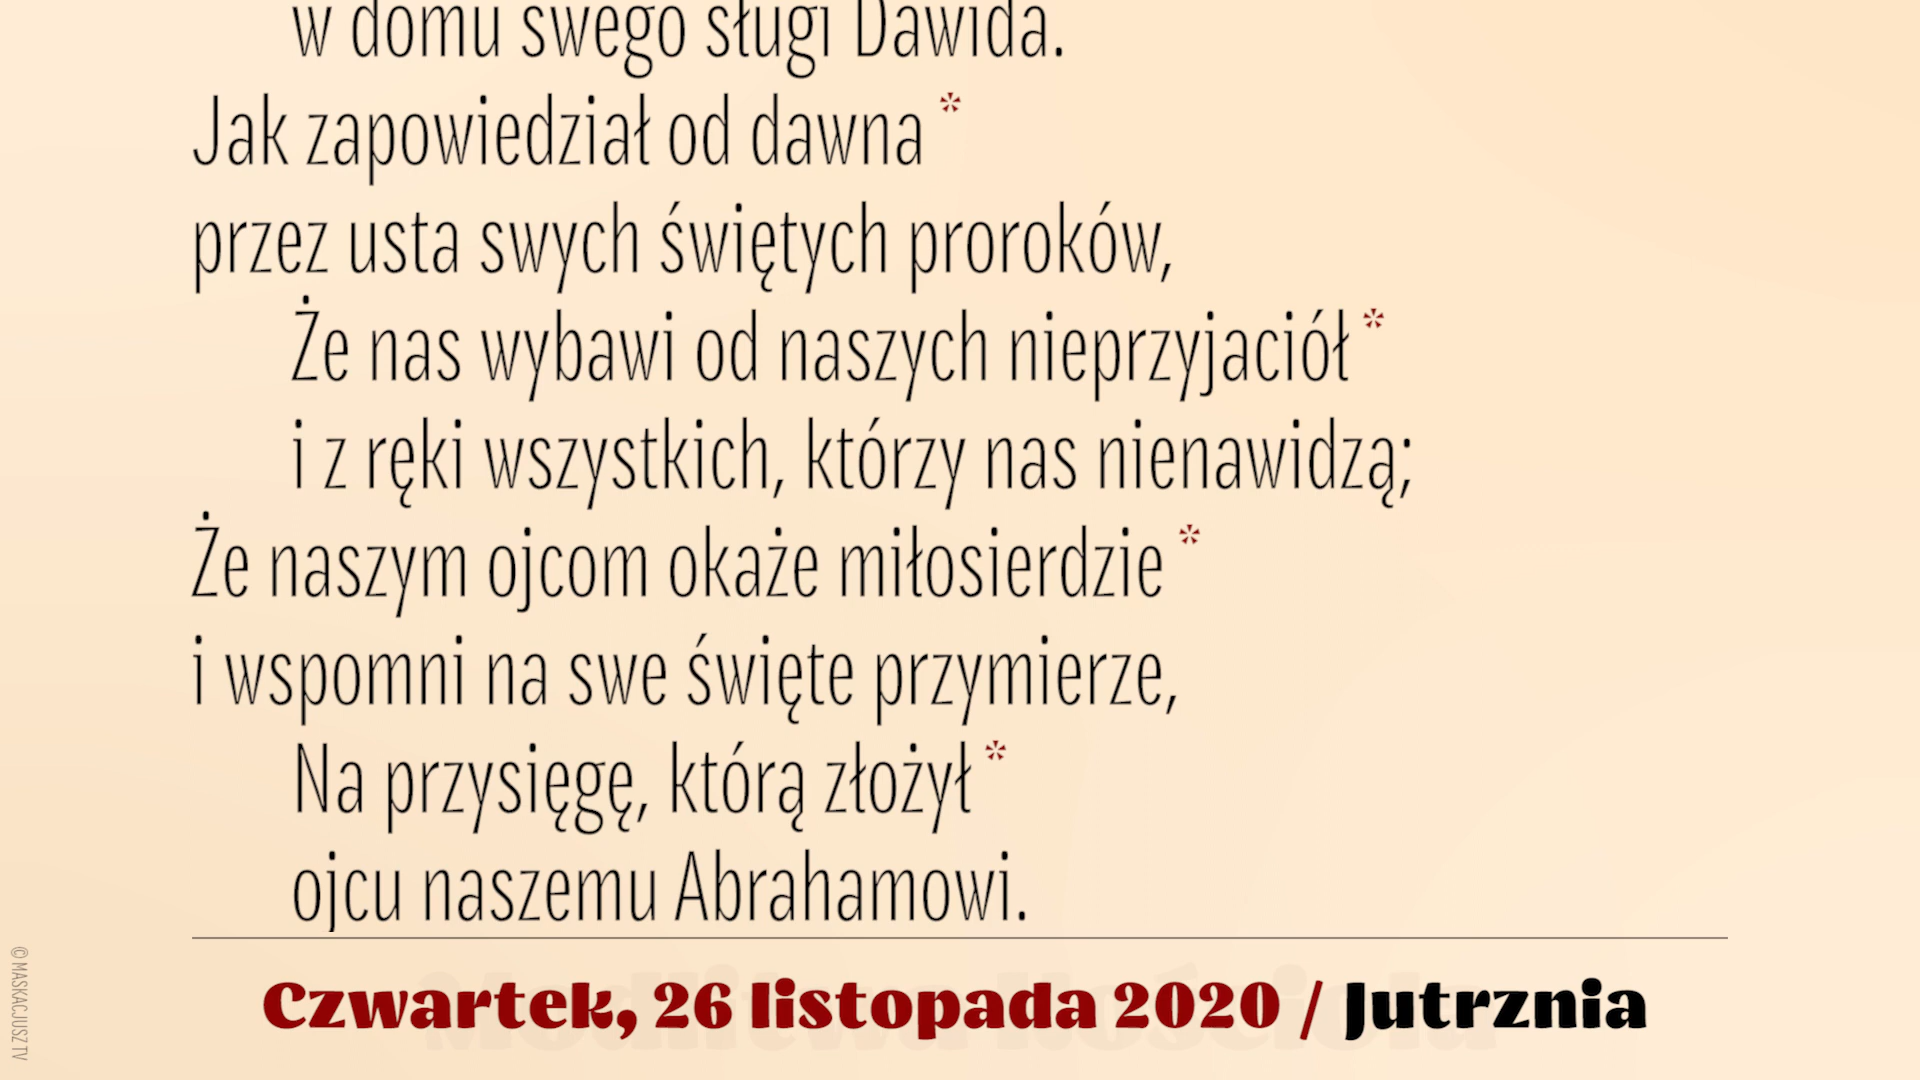 w domu swego sługi Dawida.
Jak zapowiedział od dawna *
przez usta swych świętych proroków,
Że nas wybawi od naszych nieprzyjaciół *
i z ręki wszystkich, którzy nas nienawidzą;
Że naszym ojcom okaże miłosierdzie *
i wspomni na swe święte przymierze,
Na przysięgę, którą złożył *
ojcu naszemu Abrahamowi.
Czwartek, 26 listopada 2020 / Jutrznia
© MASKACJUSZ TV